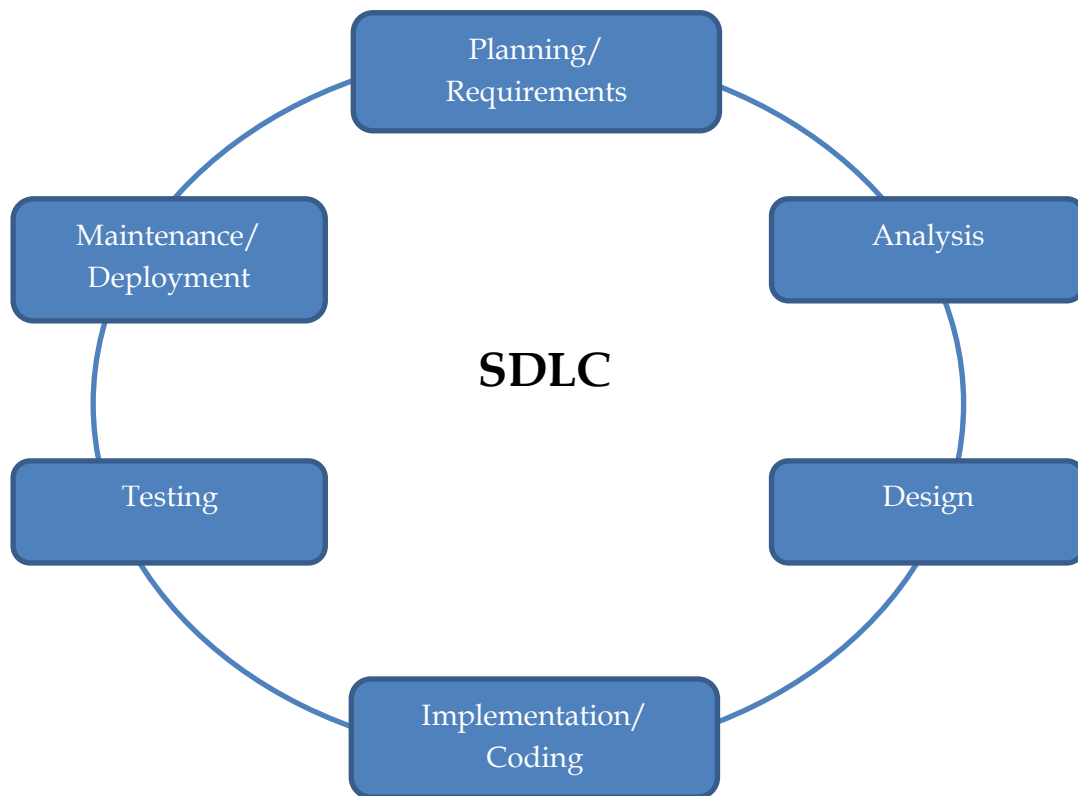 Planning/
Requirements
Analysis
Design
Implementation/
Coding
Testing
Maintenance/
Deployment
SDLC